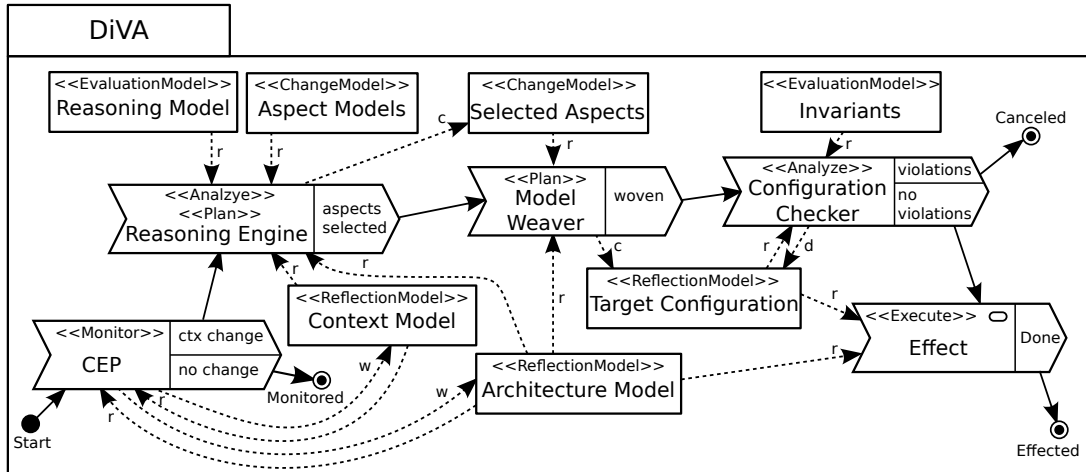 DiVA
<<EvaluationModel>>
Reasoning Model
<<ChangeModel>>
Aspect Models
<<ChangeModel>>
Selected Aspects
<<EvaluationModel>>
Invariants
Canceled
c
r
r
r
r
<<Analzye>>
<<Plan>>
Reasoning Engine
aspects
selected
<<Plan>>
Model
Weaver
woven
<<Analyze>>
Configuration
Checker
violations
no
violations
r
r
c
r
d
<<ReflectionModel>>
Context Model
r
<<ReflectionModel>>
Target Configuration
r
<<Monitor>>
CEP
ctx change
no change
Monitored
w
<<ReflectionModel>>
Architecture Model
r
<<Execute>>
Effect
Done
w
r
r
Start
Effected